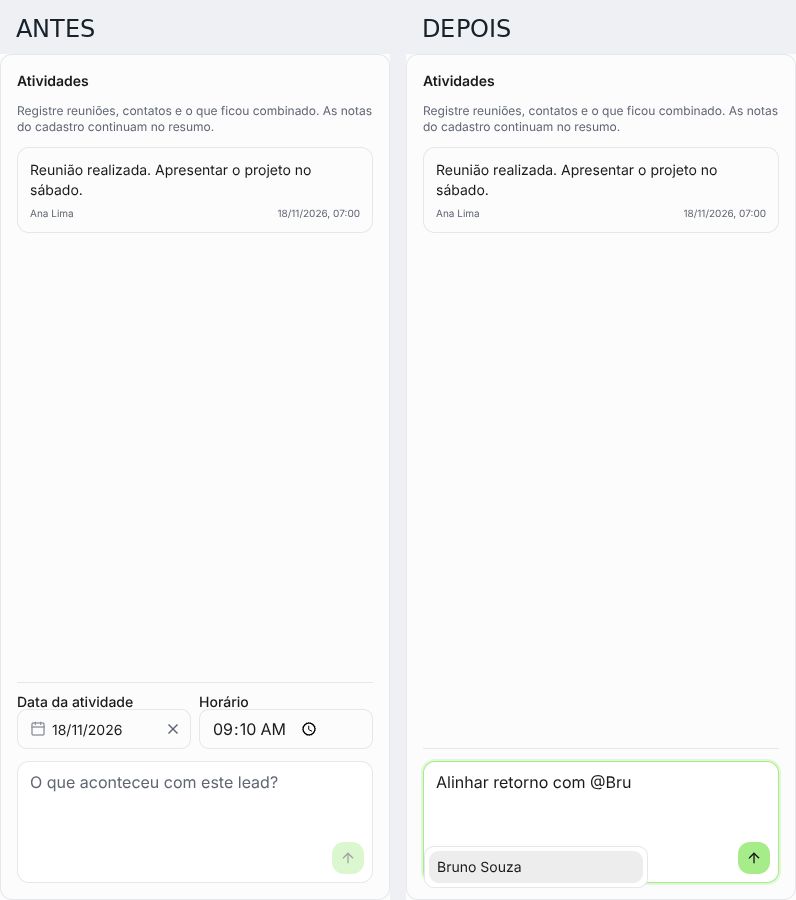 ANTES
Atividades
Registre reuniões, contatos e o que ficou combinado. As notas
do cadastro continuam no resumo.
Reunião realizada. Apresentar o projeto no
sábado.
Ana Lima
18/11/2026, 07:00
Data da atividade
Horário
18/11/2026
09:10 AM
O que aconteceu com este lead?
DEPOIS
Atividades
Registre reuniões, contatos e o que ficou combinado. As notas
do cadastro continuam no resumo.
Reunião realizada. Apresentar o projeto no
sábado.
Ana Lima
18/11/2026, 07:00
Alinhar retorno com @Bru
Bruno Souza